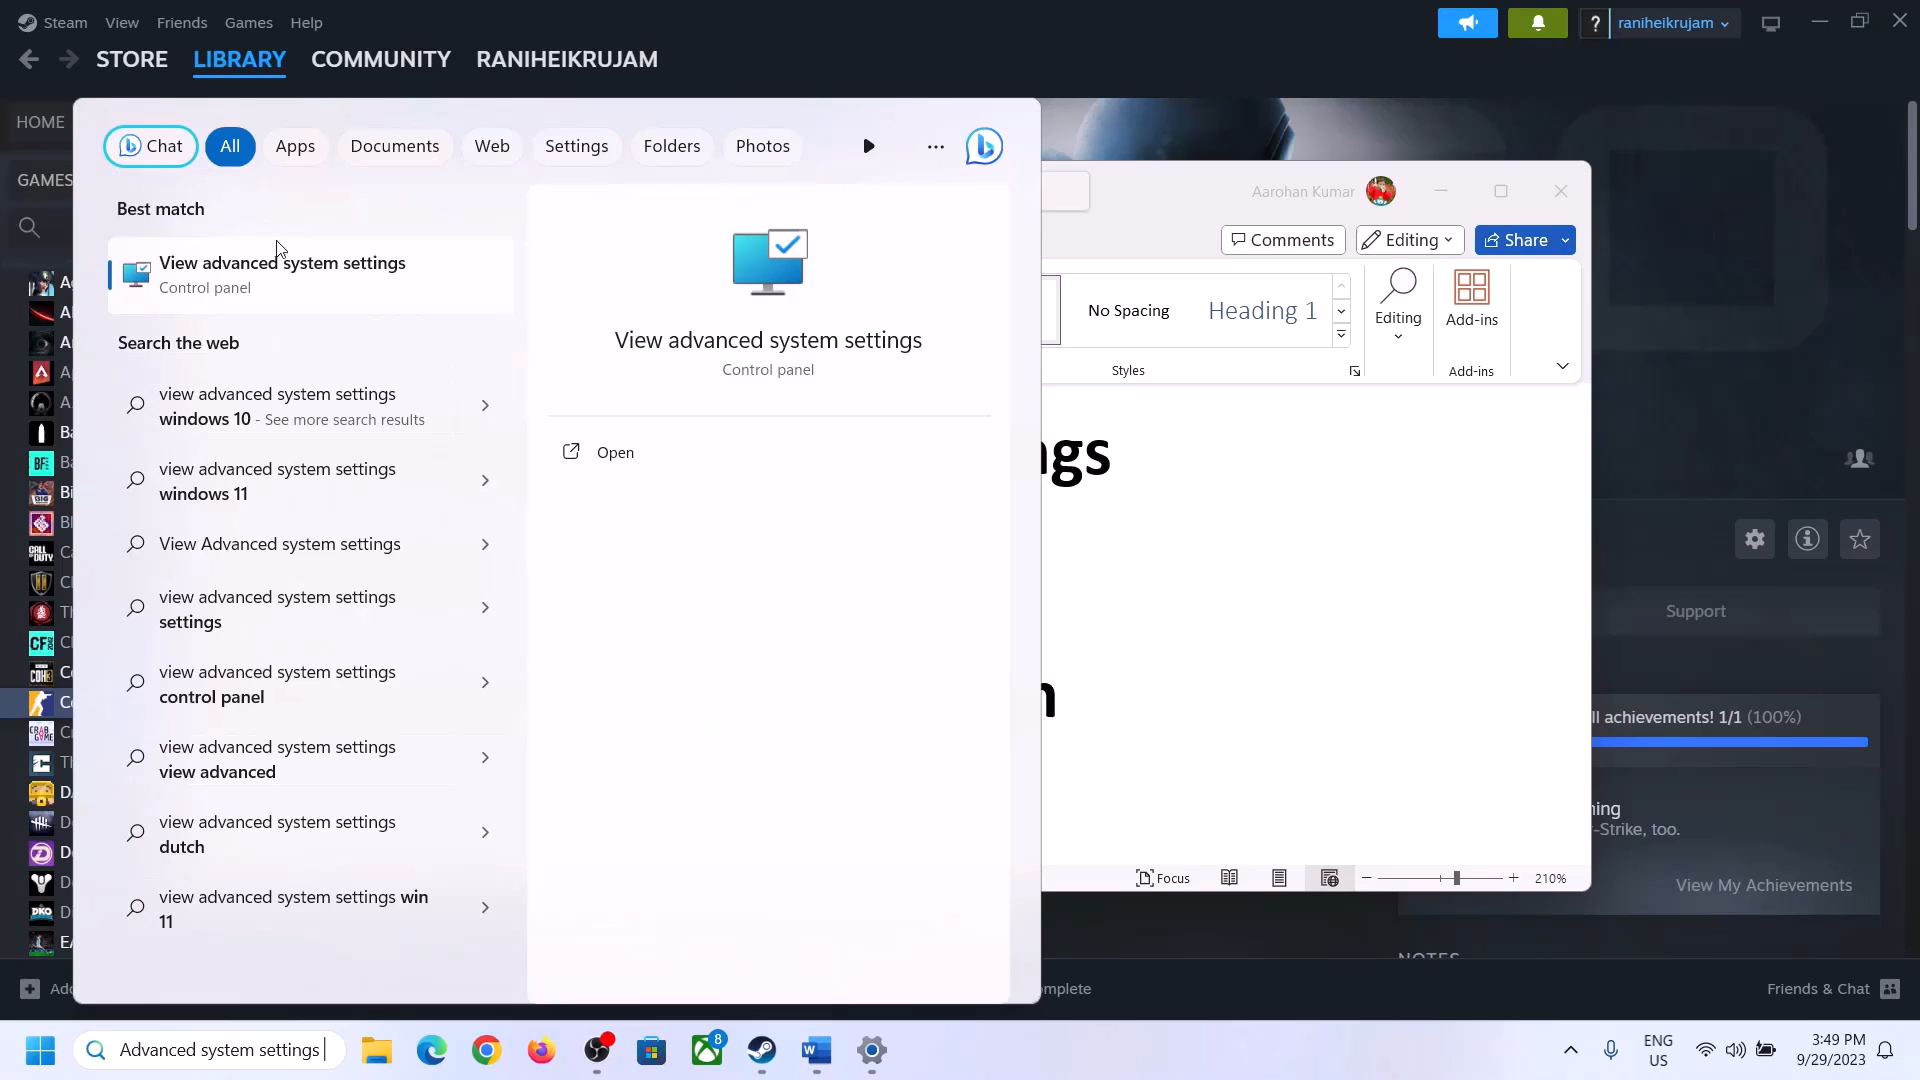 Steam View Friends Games Help
raniheikrujam
STORE LIBRARY COMMUNITY RANIHEIKRUJAM
HOME
GAMES
Chat All Apps Documents Web Settings Folders Photos
Best match
View advanced system settings
Control panel
Search the web
view advanced system settings
windows 10 - See more search results
view advanced system settings
windows 11
View Advanced system settings
view advanced system settings
settings
view advanced system settings
control panel
view advanced system settings
view advanced
view advanced system settings
dutch
view advanced system settings win
11
View advanced system settings
Control panel
Open
Aarohan Kumar
Comments Editing Share
No Spacing Heading 1
Editing
Add-ins
Styles
Add-ins
ngs
n
Focus
210%
Support
ll achievements! 1/1 (100%)
ning
-Strike, too.
View My Achievements
NOTES
Add
mplete
Friends & Chat
Advanced system settings
8
ENG
US
3:49 PM
9/29/2023